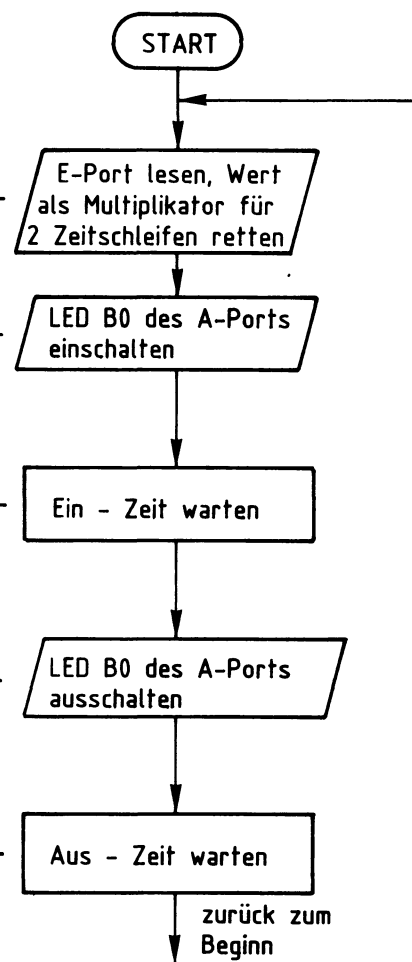 START
E-Port lesen, Wert
als Multiplikator für
2 Zeitschleifen retten
LED B0 des A-Ports
einschalten
Ein - Zeit warten
LED B0 des A-Ports
ausschalten
Aus - Zeit warten
zurück zum
Beginn